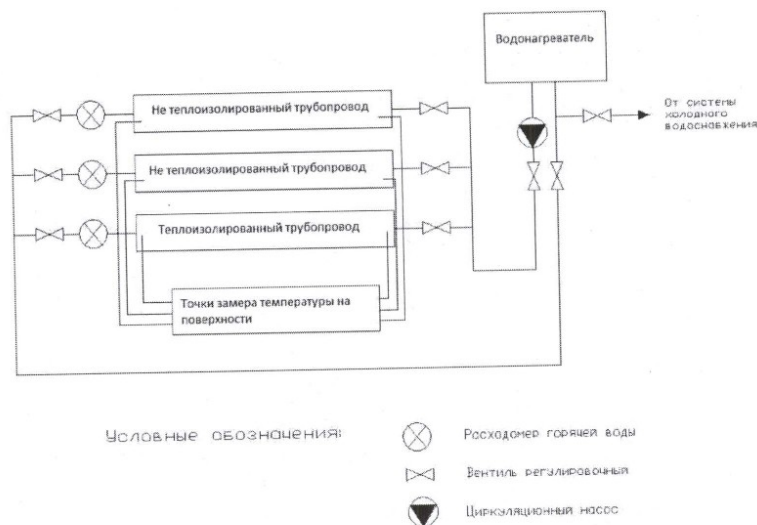 Водонагреватель
Не теплоизолированный трубопровод
От системы
холодного
водоснабжения
Не теплоизолированный трубопровод
Теплоизолированный трубопровод
Точки замера температуры на
поверхности
Условные обозначения:
Расходомер горячей воды
Вентиль регулировочный
Циркуляционный насос